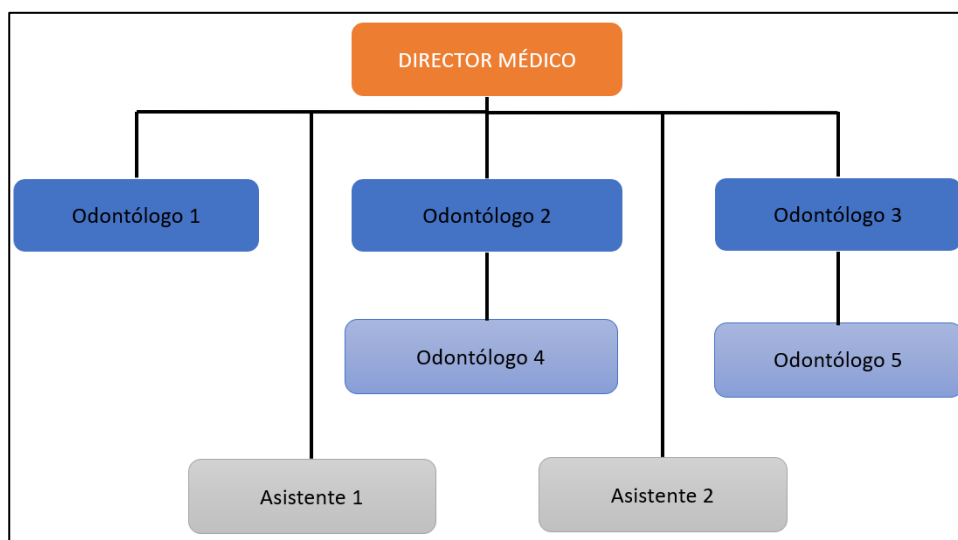 DIRECTOR MÉDICO
Odontólogo 1
Odontólogo 2
Odontólogo 3
Odontólogo 4
Odontólogo 5
Asistente 1
Asistente 2